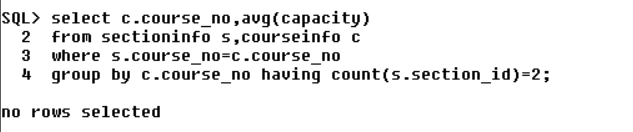 SQL> select c.course_no,avg(capacity)
2 from sectioninfo s,courseinfo c
3 where s.course_no=c.course_no
4 group by c.course_no having count(s.section_id)=2;
no rows selected